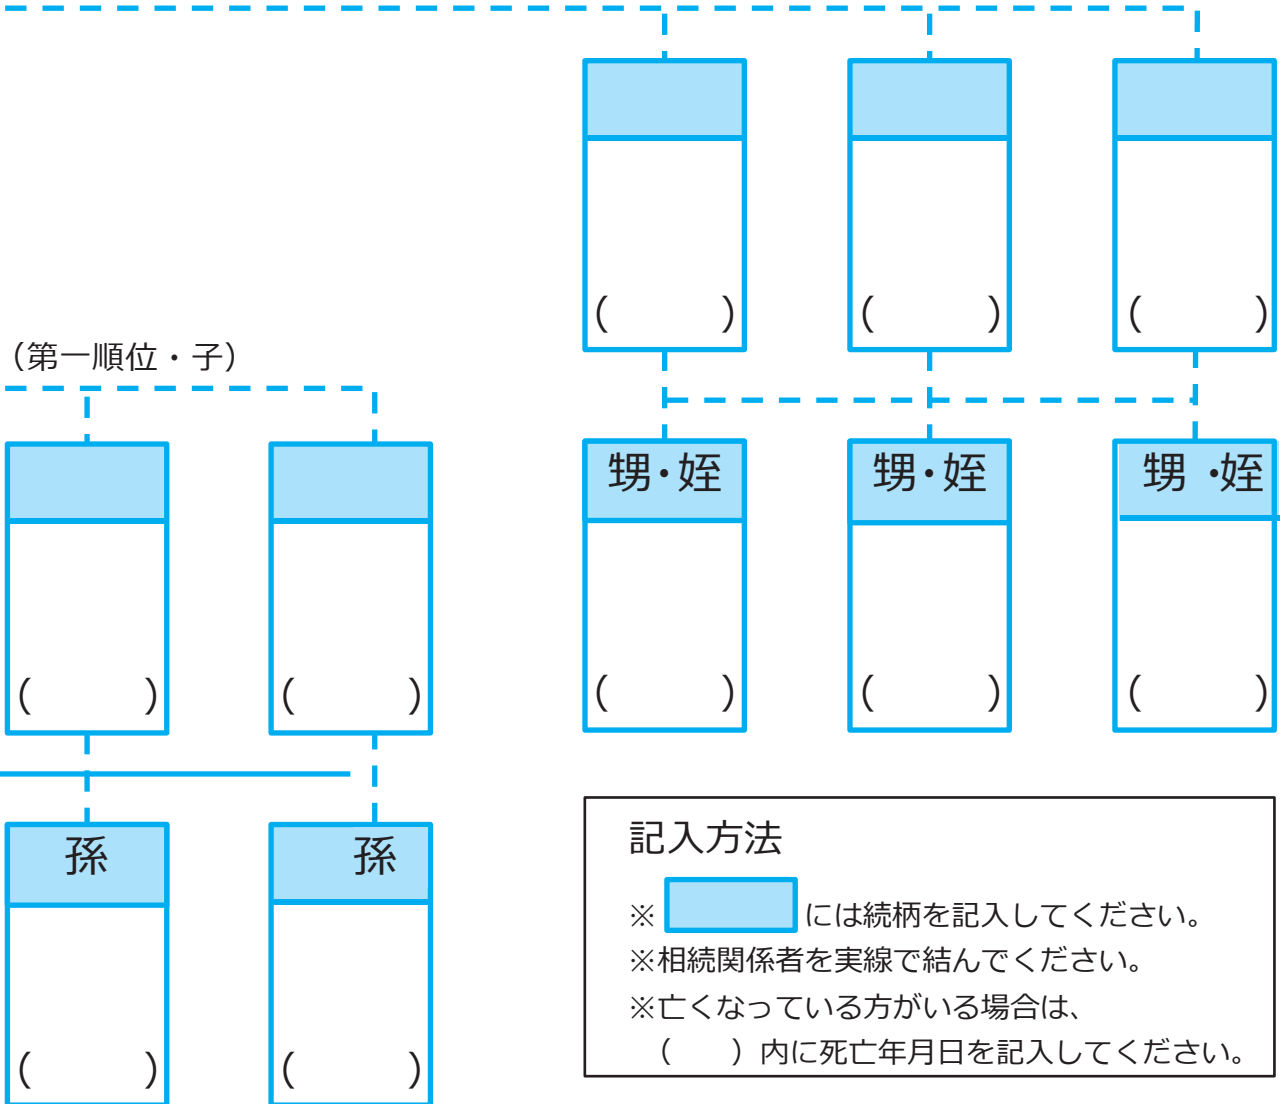 (　　　)
(　　　)
(　　　)
（第一順位・子）
甥・姪
甥・姪
甥・姪
(　　　)
(　　　)
(　　　)
(　　　)
(　　　)
孫
孫
(　　　)
(　　　)
記入方法
※　　　には続柄を記入してください。
※相続関係者を実線で結んでください。
※亡くなっている方がいる場合は、
（　　）内に死亡年月日を記入してください。